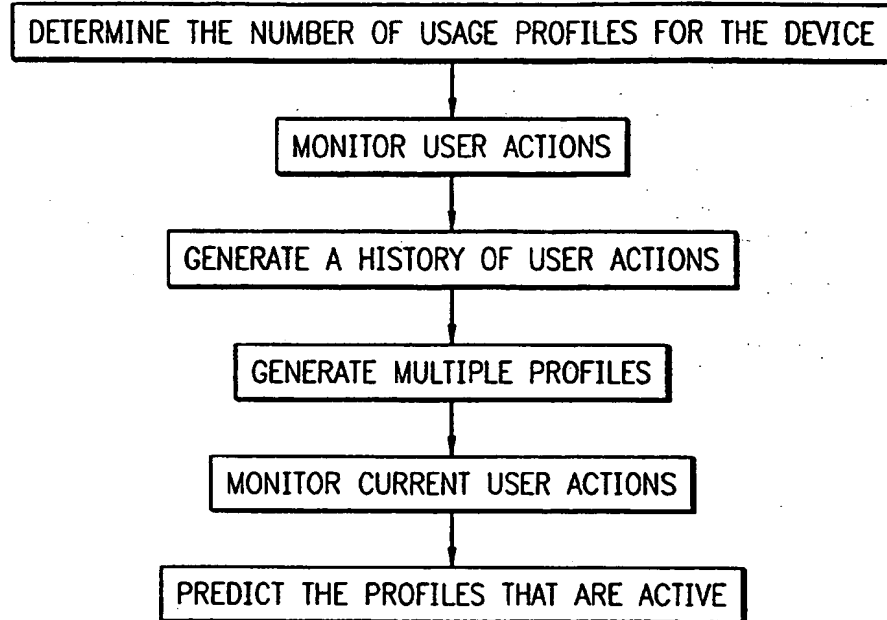 DETERMINE THE NUMBER OF USAGE PROFILES FOR THE DEVICE
MONITOR USER ACTIONS
GENERATE A HISTORY OF USER ACTIONS
GENERATE MULTIPLE PROFILES
MONITOR CURRENT USER ACTIONS
PREDICT THE PROFILES THAT ARE ACTIVE